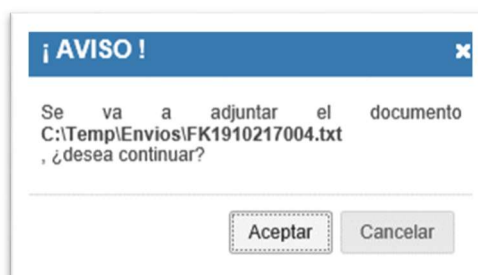 ¡ AVISO !
Se va a adjuntar el documento
C:\Temp\Envios\FK1910217004.txt
, ¿desea continuar?
Aceptar Cancelar